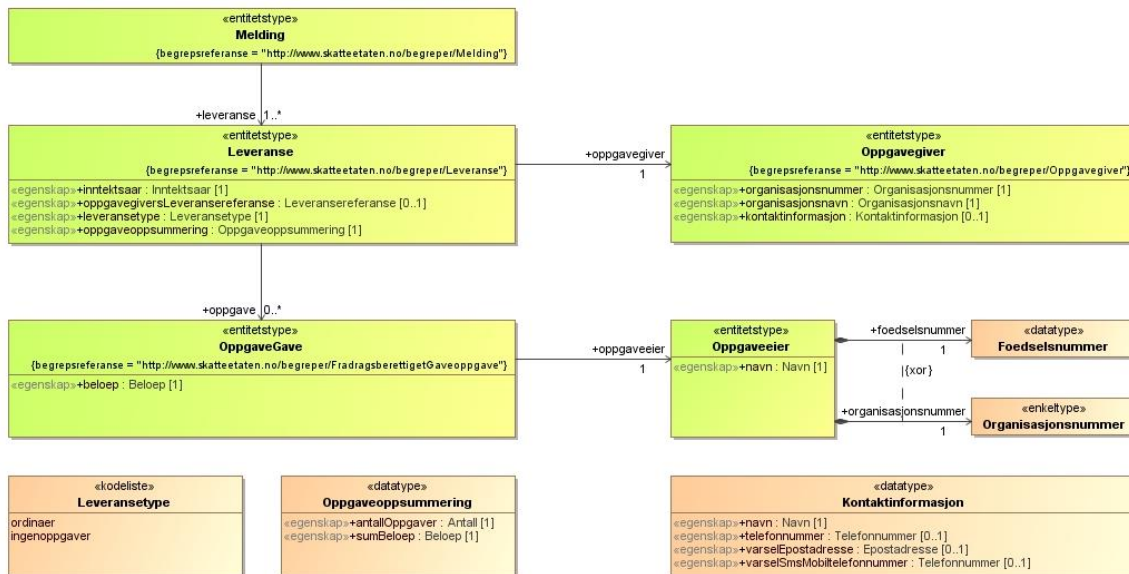 «entitetstype»
Melding
{begrepsreferanse = "http://www.skatteetaten.no/begreper/Melding"}
+leveranse 1..*
«entitetstype»
Leveranse
{begrepsreferanse = "http://www.skatteetaten.no/begreper/Leveranse"}
«egenskap»+inntektsaar : Inntektsaar [1]
«egenskap»+oppgavegiversLeveransereferanse : Leveransereferanse [0..1]
«egenskap»+leveransetype : Leveransetype [1]
«egenskap»+oppgaveoppsummering : Oppgaveoppsummering [1]
+oppgavegiver
1
«entitetstype»
Oppgavegiver
{begrepsreferanse = "http://www.skatteetaten.no/begreper/Oppgavegiver"}
«egenskap»+organisasjonsnummer : Organisasjonsnummer [1]
«egenskap»+organisasjonsnavn : Organisasjonsnavn [1]
«egenskap»+kontaktinformasjon : Kontaktinformasjon [0..1]
+oppgave 0..*
«entitetstype»
OppgaveGave
{begrepsreferanse = "http://www.skatteetaten.no/begreper/FradragsberettigetGaveoppgave"}
«egenskap»+beloep : Beloep [1]
+oppgaveeier
1
«entitetstype»
Oppgaveeier
«egenskap»+navn : Navn [1]
+foedselsnummer
1
{xor}
+organisasjonsnummer
1
«datatype»
Foedselsnummer
«enkeltype»
Organisasjonsnummer
«kodeliste»
Leveransetype
ordinaer
ingenoppgaver
«datatype»
Oppgaveoppsummering
«egenskap»+antallOppgaver : Antall [1]
«egenskap»+sumBeloep : Beloep [1]
«datatype»
Kontaktinformasjon
«egenskap»+navn : Navn [1]
«egenskap»+telefonnummer : Telefonnummer [0..1]
«egenskap»+varselEpostadresse : Epostadresse [0..1]
«egenskap»+varselSmsMobiltelefonnummer : Telefonnummer [0..1]